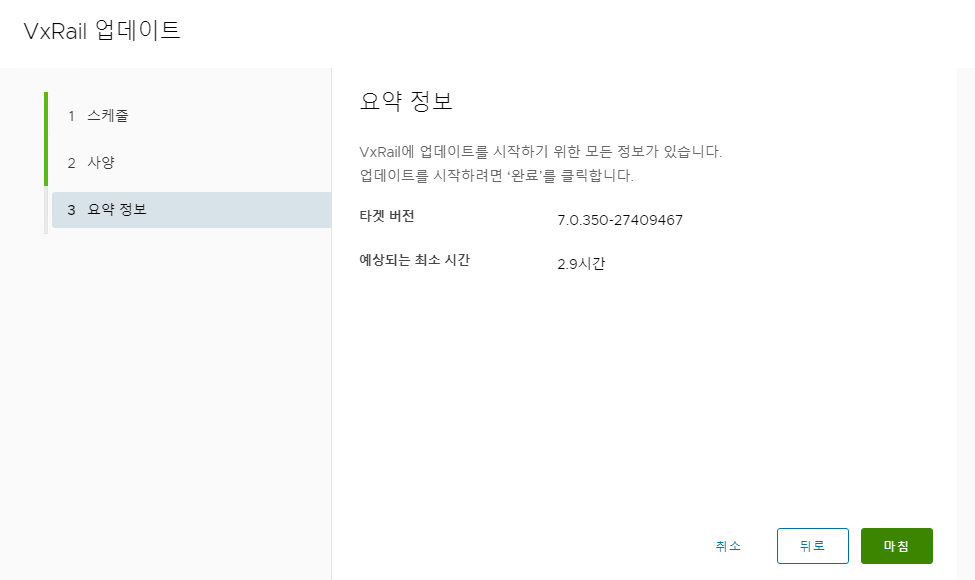 VxRail 업데이트
1 스케줄
2 사양
3 요약 정보
요약 정보
VxRail에 업데이트를 시작하기 위한 모든 정보가 있습니다.
업데이트를 시작하려면 ‘완료’를 클릭합니다.
타겟 버전 7.0.350-27409467
예상되는 최소 시간 2.9시간
취소 뒤로 마침